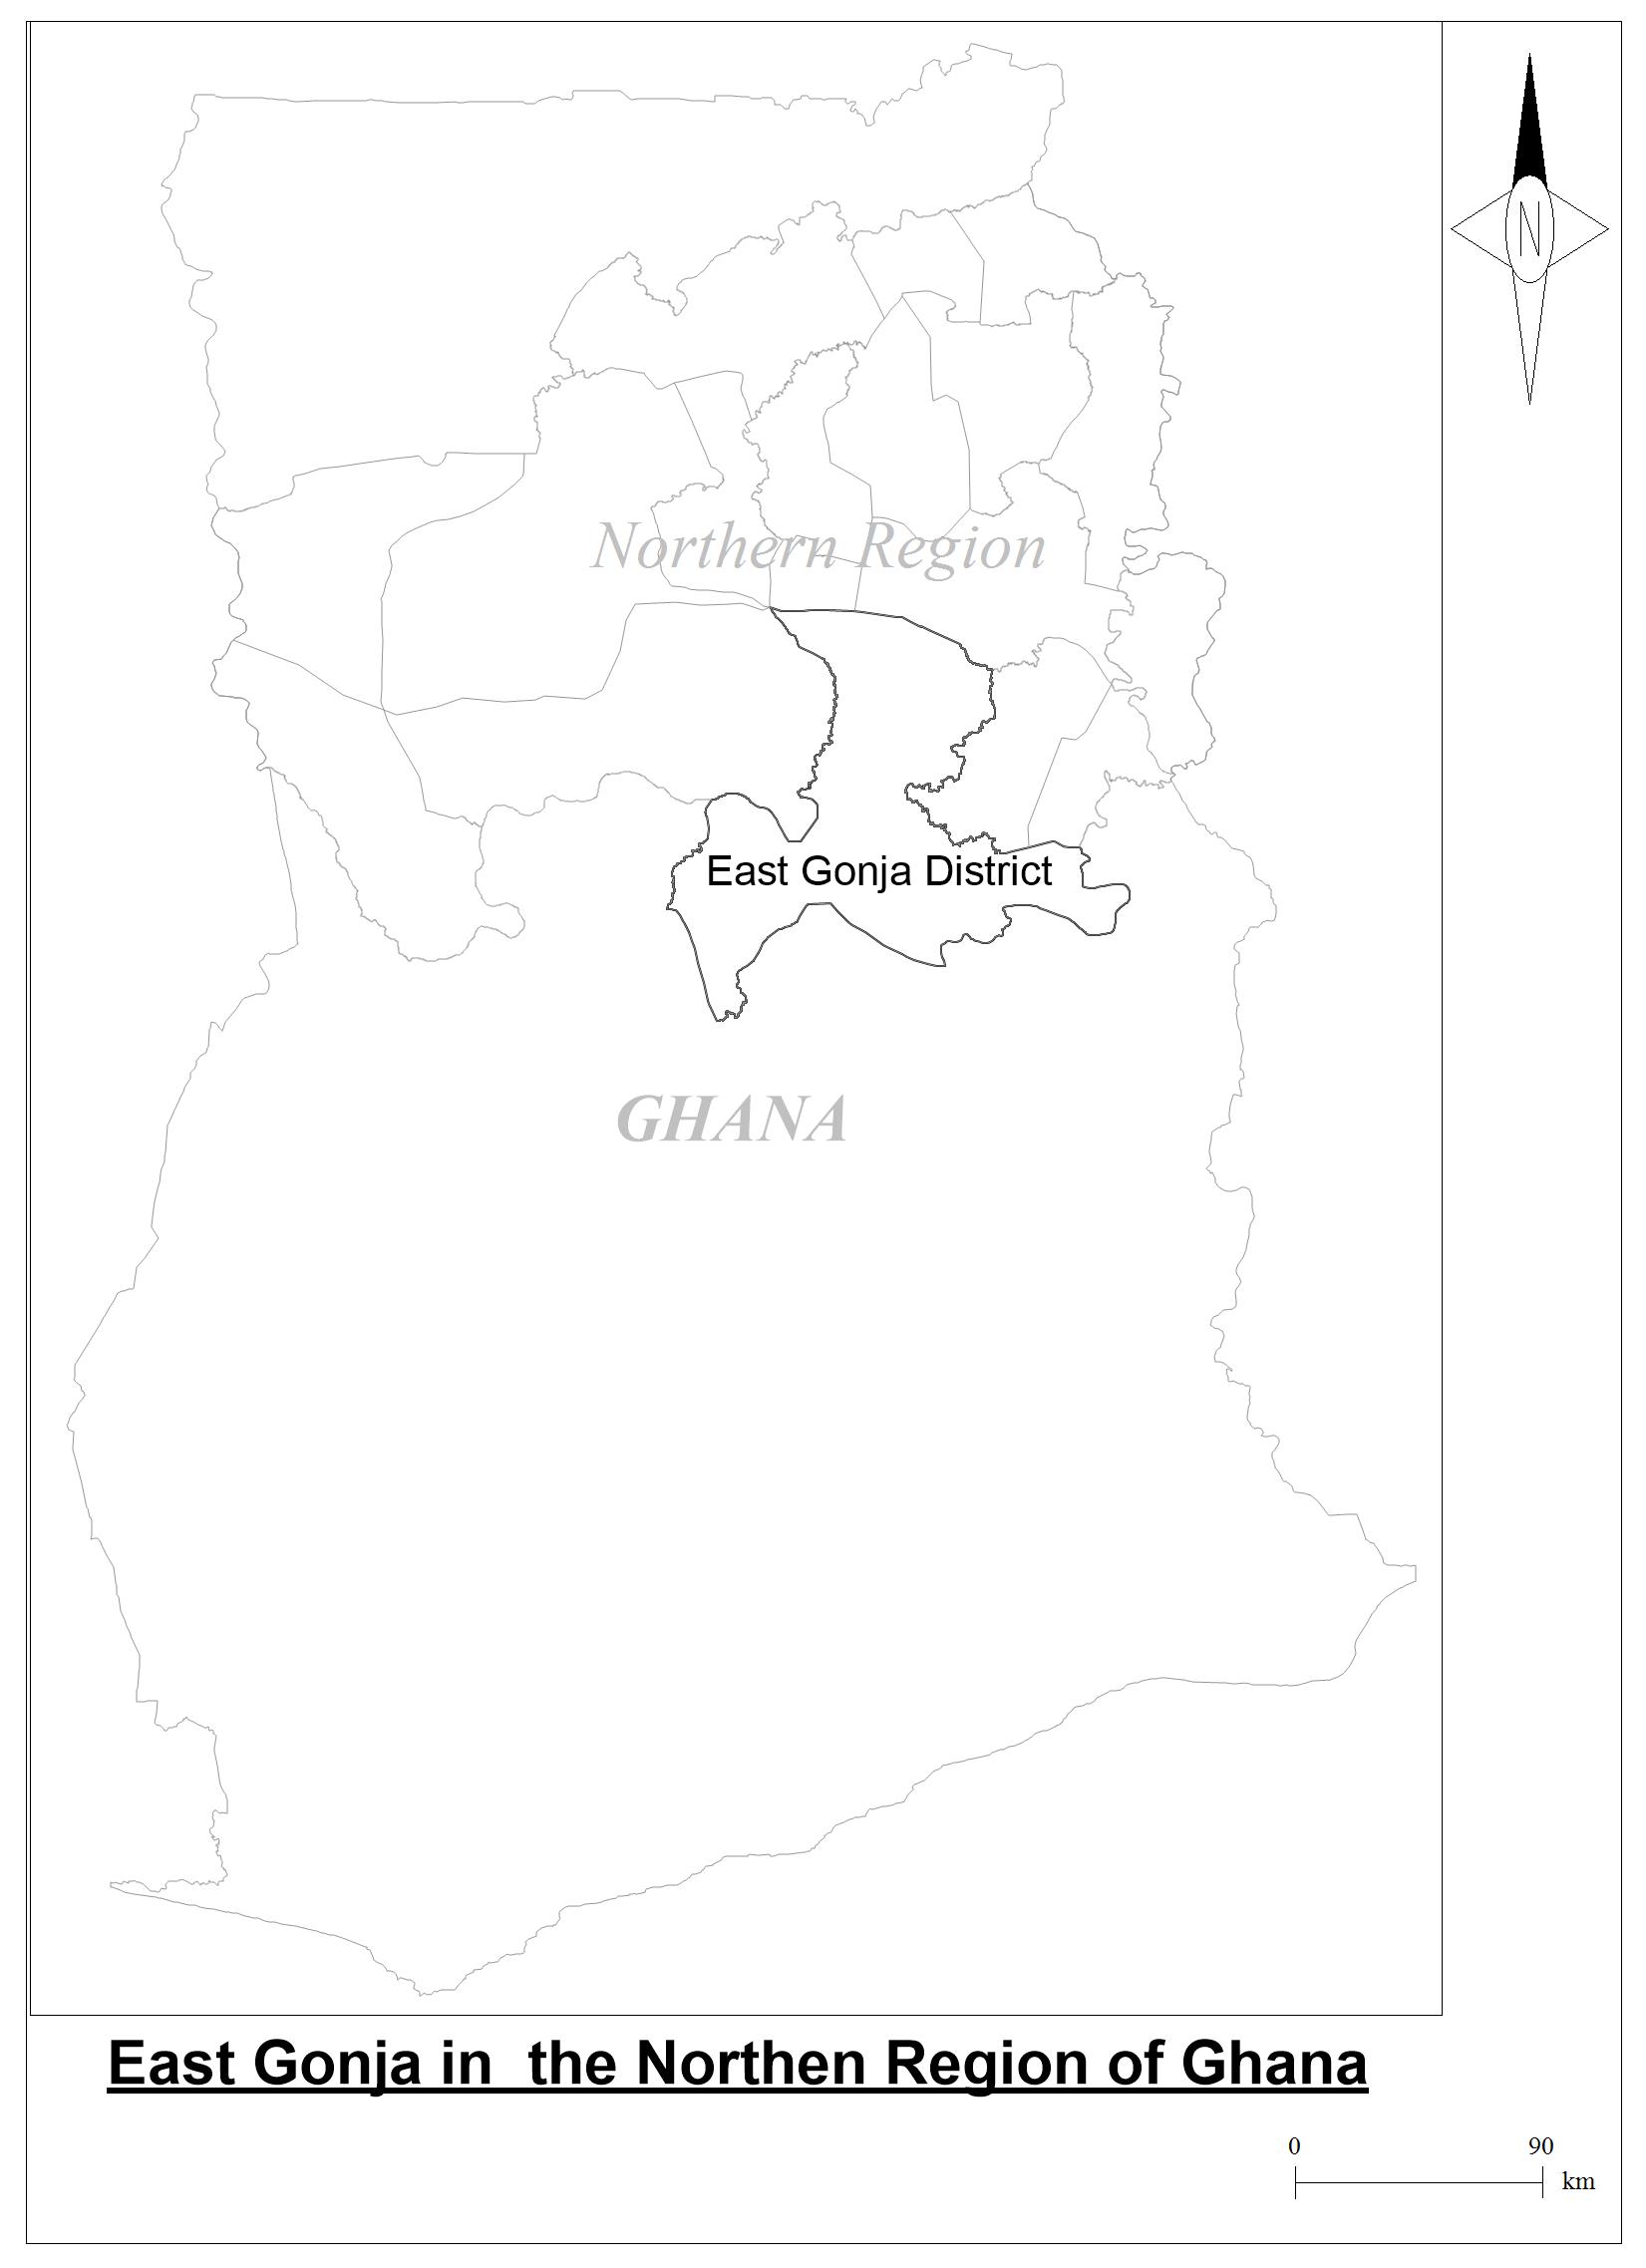 N
Northern Region
East Gonja District
GHANA
East Gonja in  the Northen Region of Ghana
0 90
km